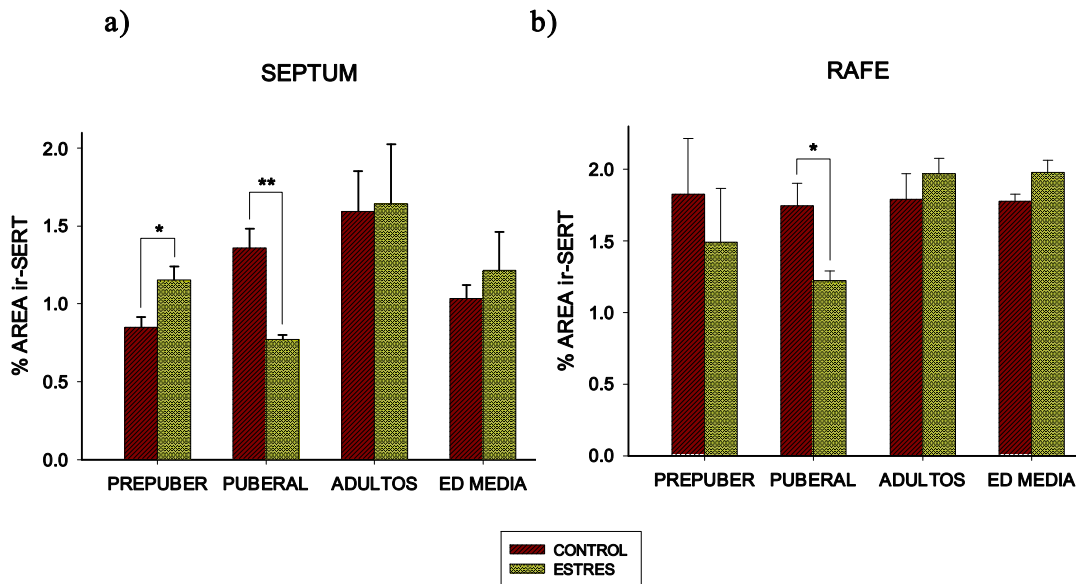 a)
SEPTUM
% AREA ir-SERT
2.0
1.5
1.0
0.5
0.0
*
**
PREPUBER PUBERAL ADULTOS ED MEDIA
b)
RAFE
% AREA ir-SERT
2.0
1.5
1.0
0.5
0.0
*
PREPUBER PUBERAL ADULTOS ED MEDIA
CONTROL
ESTRES